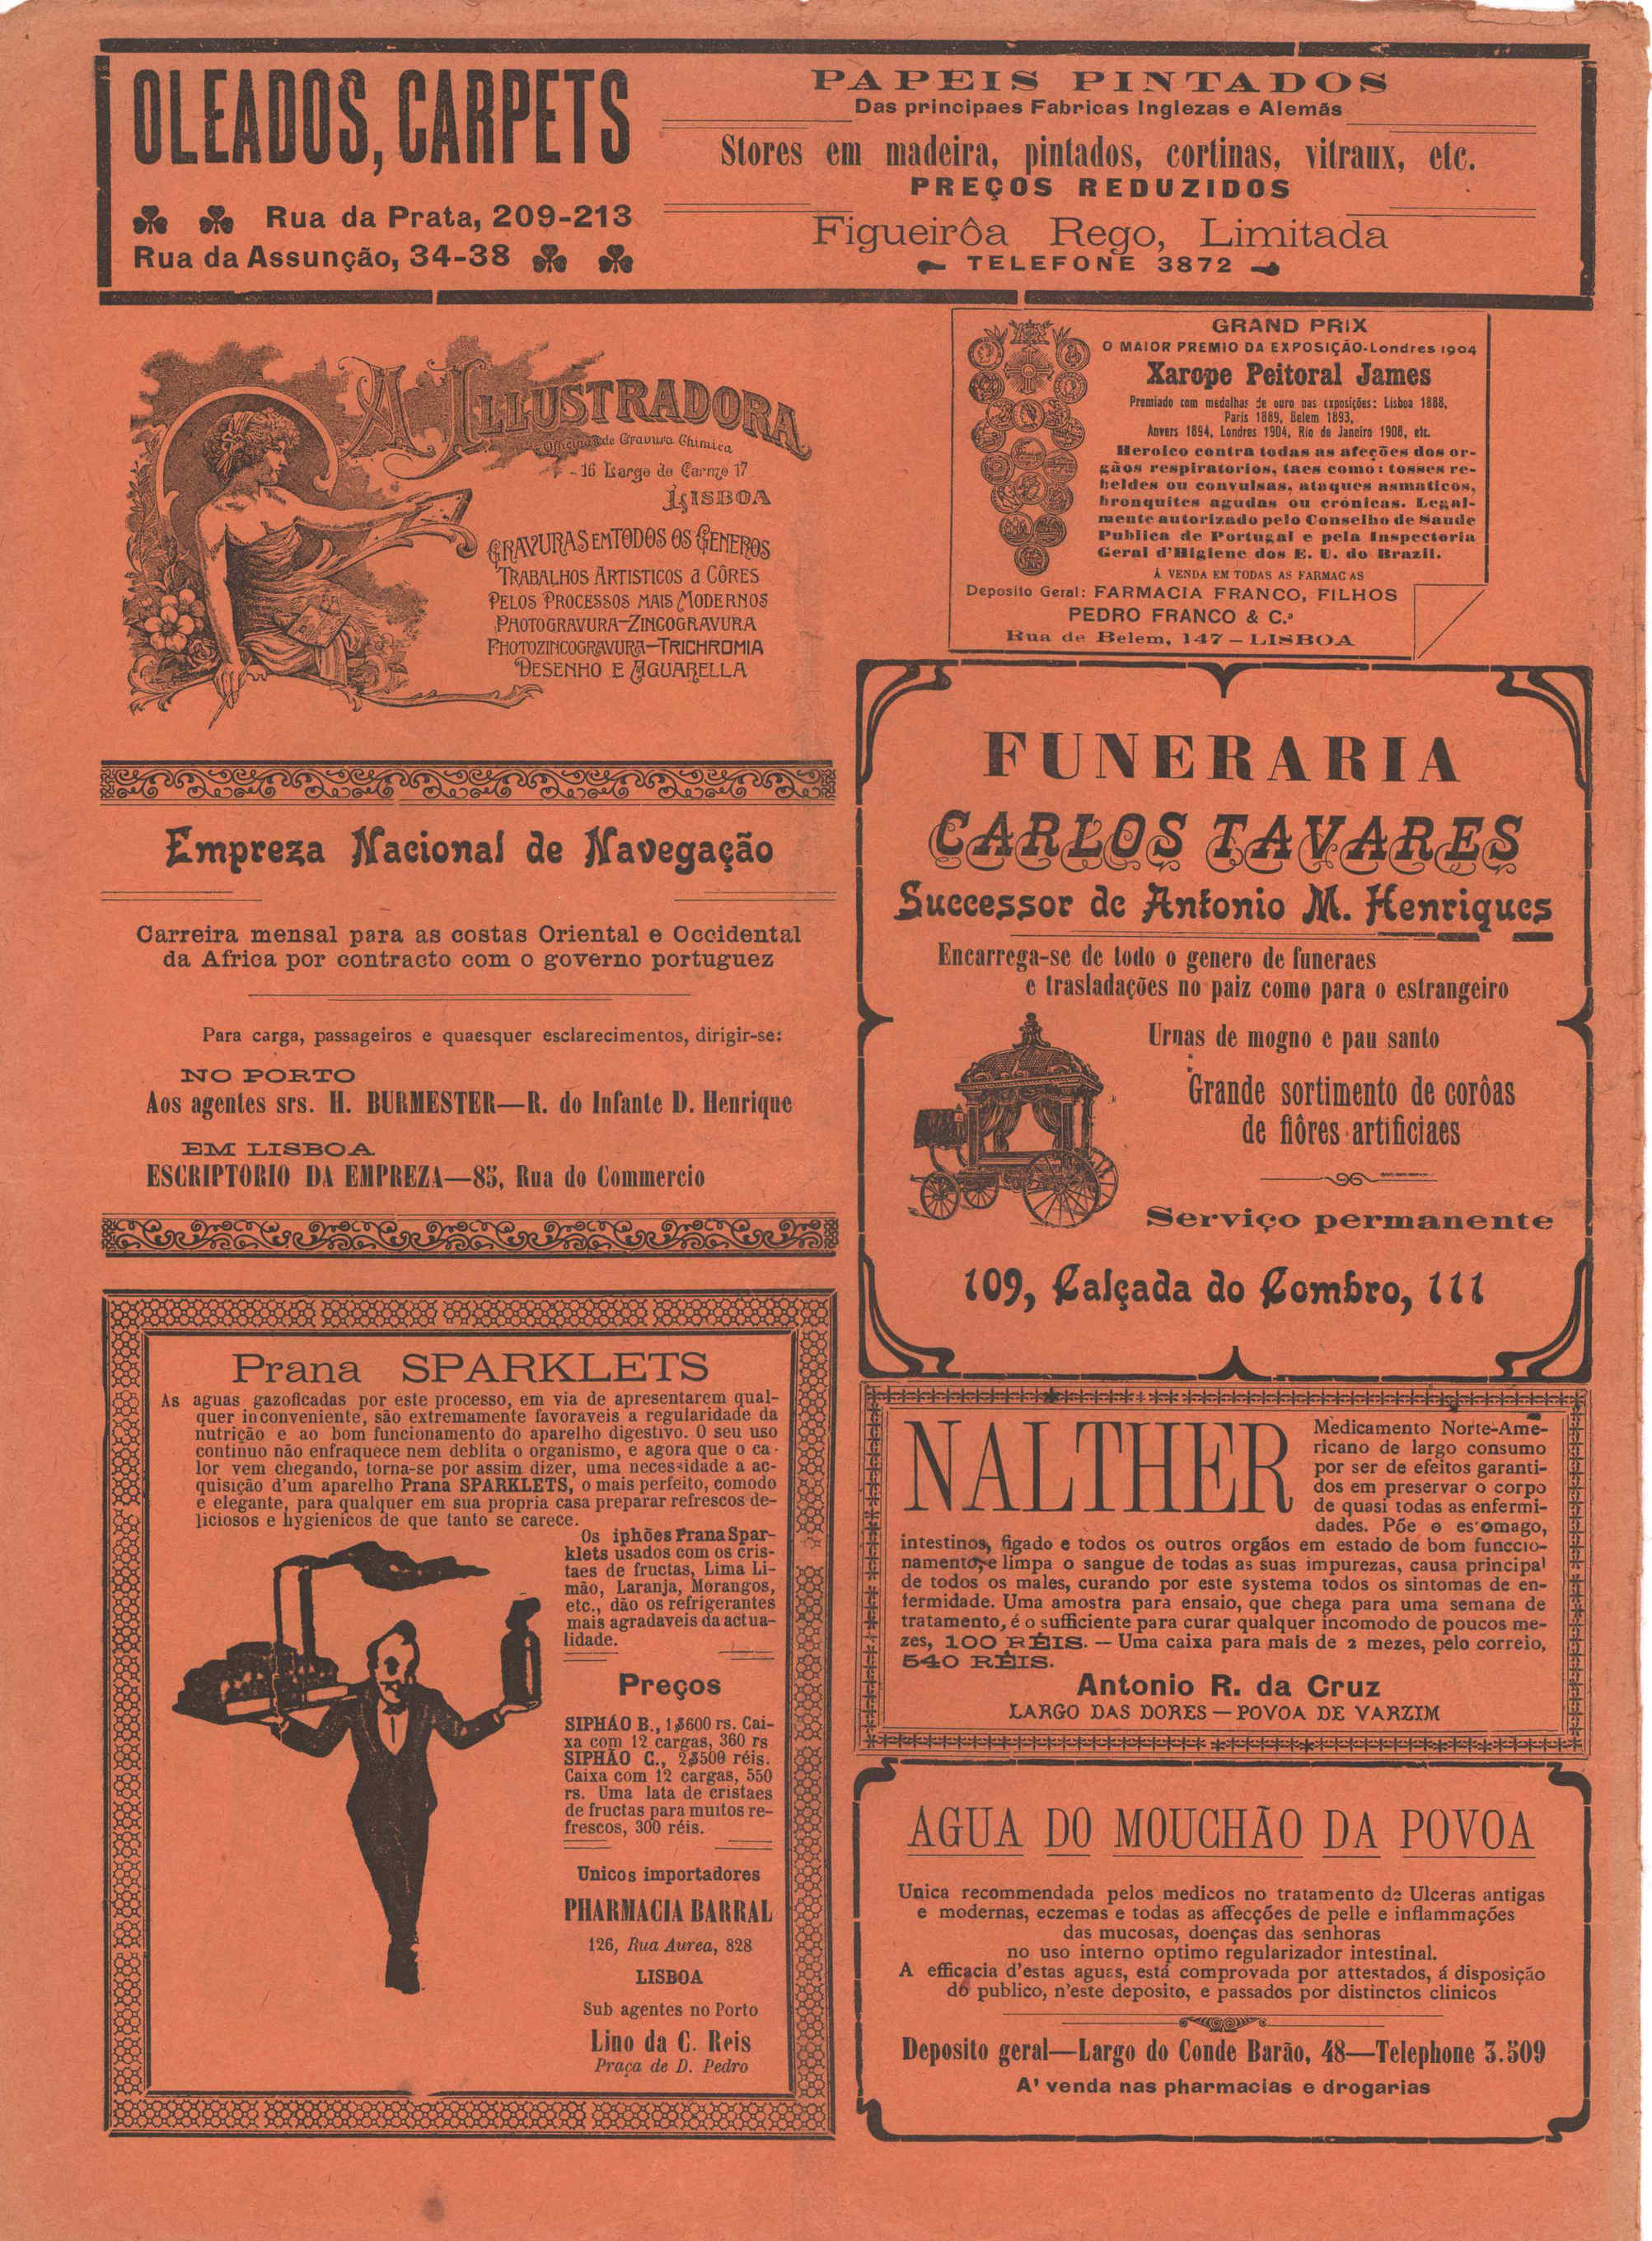 OLEADOS, CARPETS
Rua da Prata, 209-213
Rua da Assunção, 34-38
PAPEIS PINTADOS
Das principaes Fabricas Inglezas e Alemãs
Stores em madeira, pintados, cortinas, vitraux, etc.
PREÇOS REDUZIDOS
Figueirôa Rego, Limitada
TELEFONE 3872
A ILLUSTRADORA
Officina de Gravura Chimica
16 Largo do Carmo 17
LISBOA
GRAVURAS EM TODOS OS GENEROS
TRABALHOS ARTISTICOS a CÔRES
PELOS PROCESSOS MAIS MODERNOS
PHOTOGRAVURA—ZINCOGRAVURA
PHOTOZINCOGRAVURA—TRICHROMIA
DESENHO E AGUARELLA
GRAND PRIX
O MAIOR PREMIO DA EXPOSIÇÃO-Londres 1904
Xarope Peitoral James
Premiado com medalhas de ouro nas exposições: Lisboa 1888,
Paris 1889, Belem 1893,
Anvers 1894, Londres 1904, Rio de Janeiro 1908, etc.
Heroico contra todas as afeções dos or-
gãos respiratorios, taes como: tosses re-
beldes ou convulsas, ataques asmaticos,
bronquites agudas ou crónicas. Legal-
mente autorizado pelo Conselho de Saude
Publica de Portugal e pela Inspectoria
Geral d'Higiene dos E. U. do Brazil.
Á VENDA EM TODAS AS FARMAC AS
Deposito Geral: FARMACIA FRANCO, FILHOS
PEDRO FRANCO & C.ª
Rua de Belem, 147 — LISBOA
Empreza Nacional de Navegação
Carreira mensal para as costas Oriental e Occidental
da Africa por contracto com o governo portuguez
Para carga, passageiros e quaesquer esclarecimentos, dirigir-se:
NO PORTO
Aos agentes srs. H. BURMESTER—R. do Infante D. Henrique
EM LISBOA
ESCRIPTORIO DA EMPREZA—85, Rua do Commercio
FUNERARIA
CARLOS TAVARES
Successor de Antonio M. Henriques
Encarrega-se de todo o genero de funeraes
e trasladações no paiz como para o estrangeiro
Urnas de mogno e pau santo
Grande sortimento de corôas
de flôres artificiaes
Serviço permanente
109, Calçada do Combro, 111
Prana SPARKLETS
As aguas gazoficadas por este processo, em via de apresentarem qual-
quer inconveniente, são extremamente favoraveis a regularidade da
nutrição e ao bom funcionamento do aparelho digestivo. O seu uso
continuo não enfraquece nem deblita o organismo, e agora que o ca-
lor vem chegando, torna-se por assim dizer, uma necessidade a ac-
quisição d'um aparelho Prana SPARKLETS, o mais perfeito, comodo
e elegante, para qualquer em sua propria casa preparar refrescos de-
liciosos e hygienicos de que tanto se carece.
Os iphões Prana Spar-
klets usados com os cris-
taes de fructas, Lima Li-
mão, Laranja, Morangos,
etc., dão os refrigerantes
mais agradaveis da actua-
lidade.
Preços
SIPHÃO B., 1$600 rs. Cai-
xa com 12 cargas, 360 rs
SIPHÃO C., 2$500 réis.
Caixa com 12 cargas, 550
rs. Uma lata de cristaes
de fructas para muitos re-
frescos, 300 réis.
Unicos importadores
PHARMACIA BARRAL
126, Rua Aurea, 828
LISBOA
Sub agentes no Porto
Lino da C. Reis
Praça de D. Pedro
NALTHER
Medicamento Norte-Ame-
ricano de largo consumo
por ser de efeitos garanti-
dos em preservar o corpo
de quasi todas as enfermi-
dades. Põe o es omago,
intestinos, figado e todos os outros orgãos em estado de bom funccio-
namento, e limpa o sangue de todas as suas impurezas, causa principal
de todos os males, curando por este systema todos os sintomas de en-
fermidade. Uma amostra para ensaio, que chega para uma semana de
tratamento, é o sufficiente para curar qualquer incomodo de poucos me-
zes, 100 RÉIS. — Uma caixa para mais de 2 mezes, pelo correio,
540 RÉIS.
Antonio R. da Cruz
LARGO DAS DORES — POVOA DE VARZIM
AGUA DO MOUCHÃO DA POVOA
Unica recommendada pelos medicos no tratamento de Ulceras antigas
e modernas, eczemas e todas as affecções de pelle e inflammações
das mucosas, doenças das senhoras
no uso interno optimo regularizador intestinal.
A efficacia d'estas aguas, está comprovada por attestados, á disposição
do publico, n'este deposito, e passados por distinctos clinicos
Deposito geral—Largo do Conde Barão, 48—Telephone 3.509
A' venda nas pharmacias e drogarias